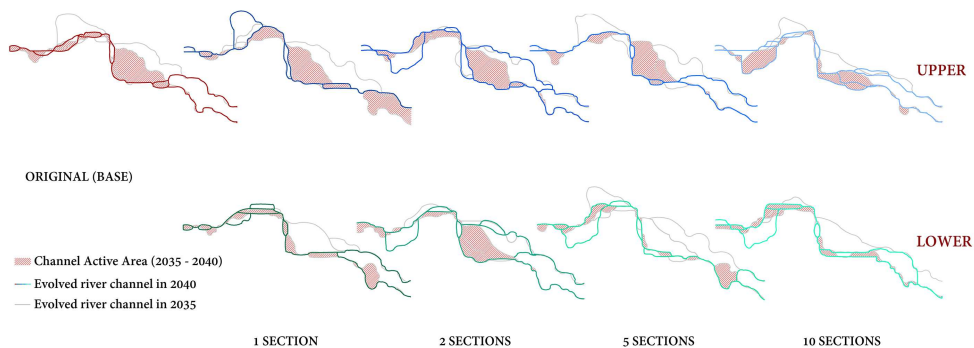 UPPER
ORIGINAL (BASE)
LOWER
Channel Active Area (2035 - 2040)
Evolved river channel in 2040
Evolved river channel in 2035
1 SECTION
2 SECTIONS
5 SECTIONS
10 SECTIONS